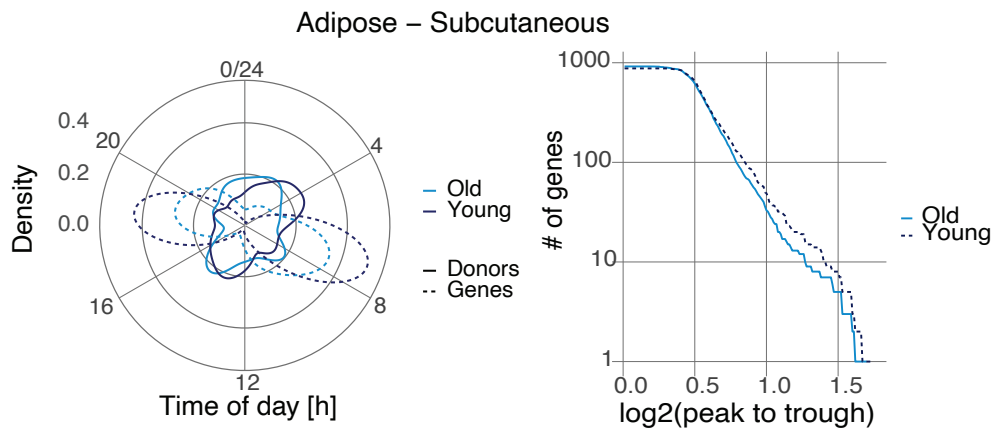 Adipose – Subcutaneous
0/24
4
8
12
16
20
0.4
0.2
0.0
Density
Time of day [h]
Old
Young
Donors
Genes
1000
100
10
1
# of genes
0.0 0.5 1.0 1.5
log2(peak to trough)
Old
Young